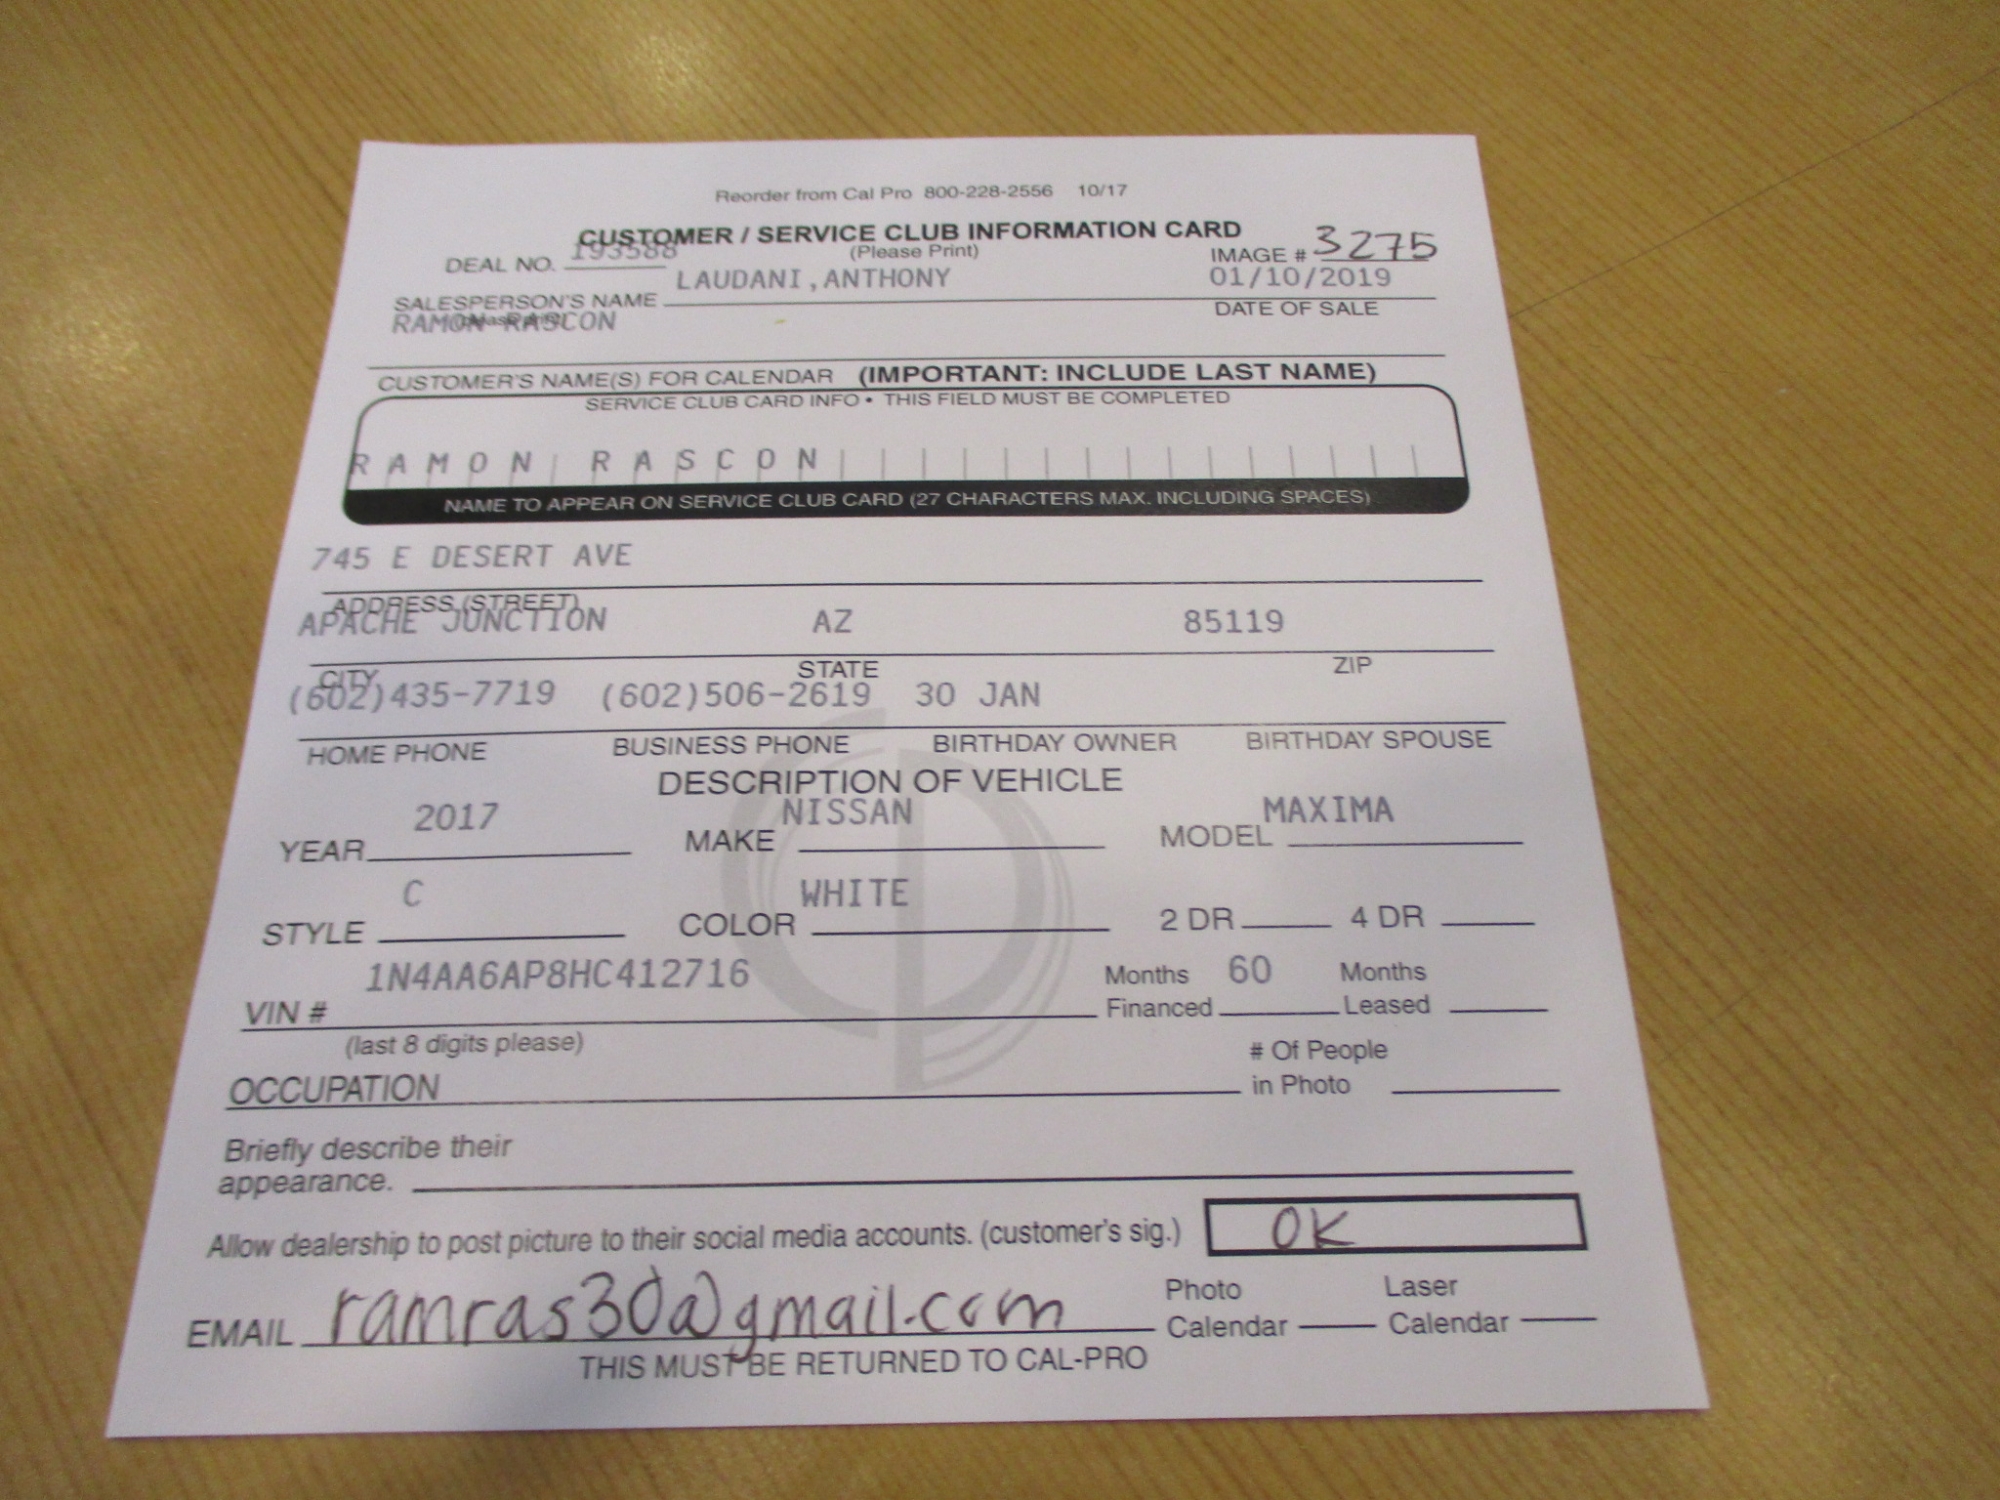 Reorder from Cal Pro 800-228-2556 10/17
CUSTOMER / SERVICE CLUB INFORMATION CARD
(Please Print)
DEAL NO. 193588
IMAGE # 3275
LAUDANI, ANTHONY 01/10/2019
SALESPERSON'S NAME DATE OF SALE
(please print)
RAMON RASCON
CUSTOMER'S NAME(S) FOR CALENDAR (IMPORTANT: INCLUDE LAST NAME)
SERVICE CLUB CARD INFO • THIS FIELD MUST BE COMPLETED
RAMON RASCON
NAME TO APPEAR ON SERVICE CLUB CARD (27 CHARACTERS MAX. INCLUDING SPACES)
745 E DESERT AVE
ADDRESS (STREET)
APACHE JUNCTION AZ 85119
CITY STATE ZIP
(602)435-7719 (602)506-2619 30 JAN
HOME PHONE BUSINESS PHONE BIRTHDAY OWNER BIRTHDAY SPOUSE
DESCRIPTION OF VEHICLE
YEAR 2017 MAKE NISSAN MODEL MAXIMA
STYLE C COLOR WHITE 2 DR 4 DR
VIN # 1N4AA6AP8HC412716 Months Financed 60 Months Leased
(last 8 digits please)
OCCUPATION # Of People in Photo
Briefly describe their
appearance.
Allow dealership to post picture to their social media accounts. (customer's sig.) OK
EMAIL ramras30@gmail.com Photo Calendar Laser Calendar
THIS MUST BE RETURNED TO CAL-PRO